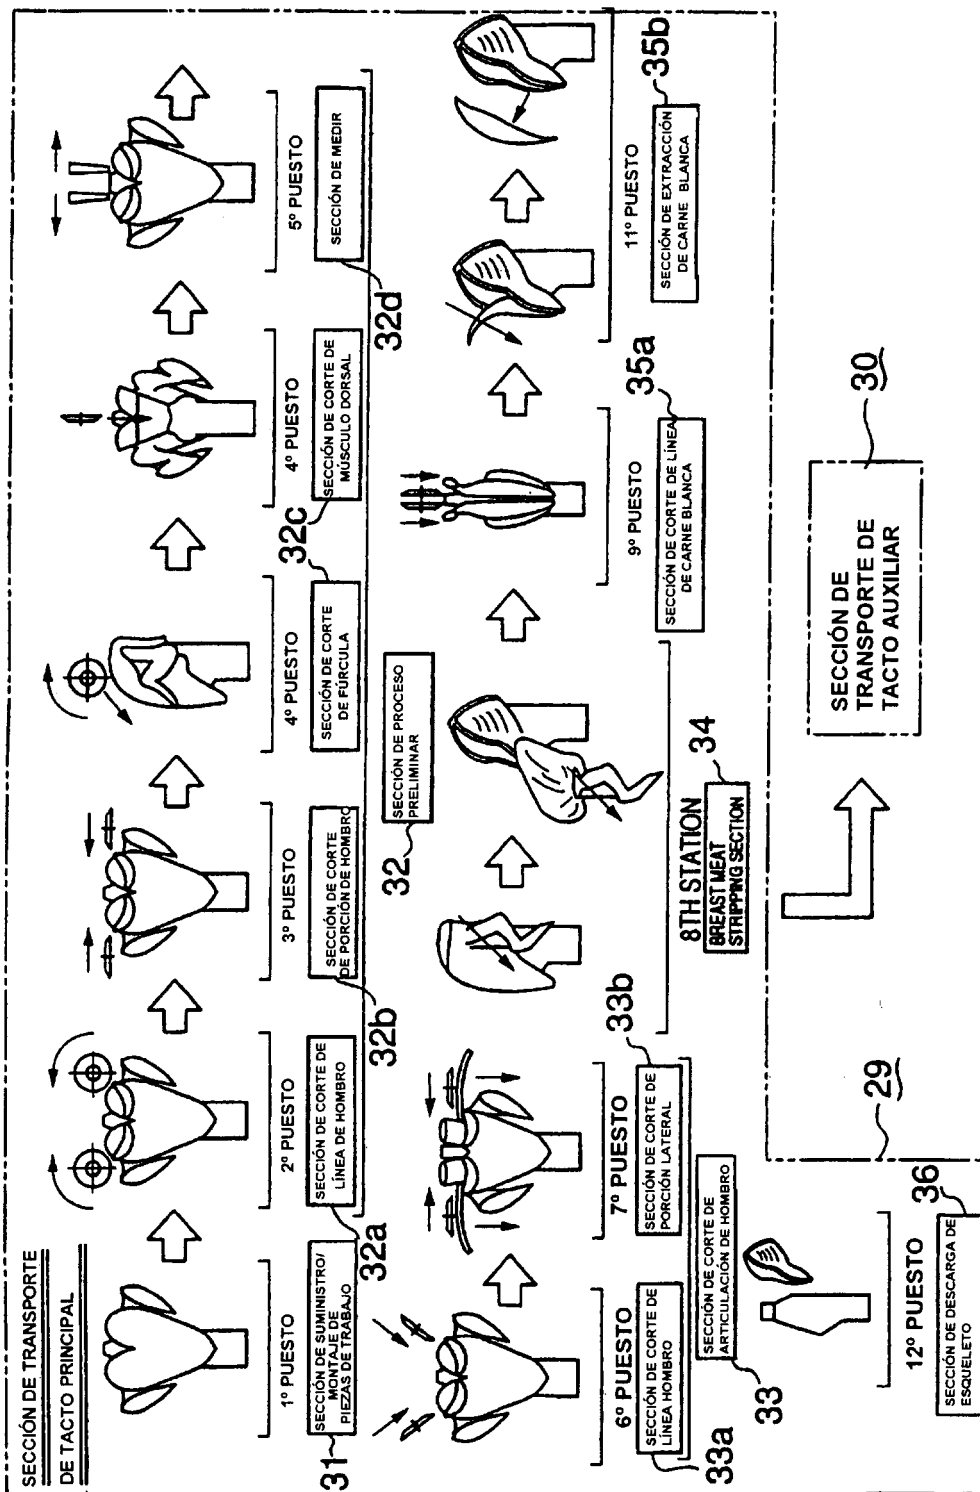 SECCIÓN DE TRANSPORTE
DE TACTO PRINCIPAL
1º PUESTO
SECCIÓN DE SUMINISTRO/
MONTAJE DE
PIEZAS DE TRABAJO
31
2º PUESTO
SECCIÓN DE CORTE DE
LÍNEA DE HOMBRO
32a
3º PUESTO
SECCIÓN DE CORTE
DE PORCIÓN DE HOMBRO
32b
4º PUESTO
SECCIÓN DE CORTE
DE FÚRCULA
32c
4º PUESTO
SECCIÓN DE CORTE DE
MÚSCULO DORSAL
5º PUESTO
SECCIÓN DE MEDIR
32d
SECCIÓN DE PROCESO
PRELIMINAR
32
6º PUESTO
SECCIÓN DE CORTE DE
LÍNEA HOMBRO
33a
7º PUESTO
SECCIÓN DE CORTE DE
PORCIÓN LATERAL
33b
SECCIÓN DE CORTE DE
ARTICULACIÓN DE HOMBRO
33
8TH STATION
BREAST MEAT
STRIPPING SECTION
34
9º PUESTO
SECCIÓN DE CORTE DE LÍNEA
DE CARNE BLANCA
35a
11º PUESTO
SECCIÓN DE EXTRACCIÓN
DE CARNE BLANCA
35b
12º PUESTO
SECCIÓN DE DESCARGA DE
ESQUELETO
36
29
SECCIÓN DE
TRANSPORTE DE
TACTO AUXILIAR
30